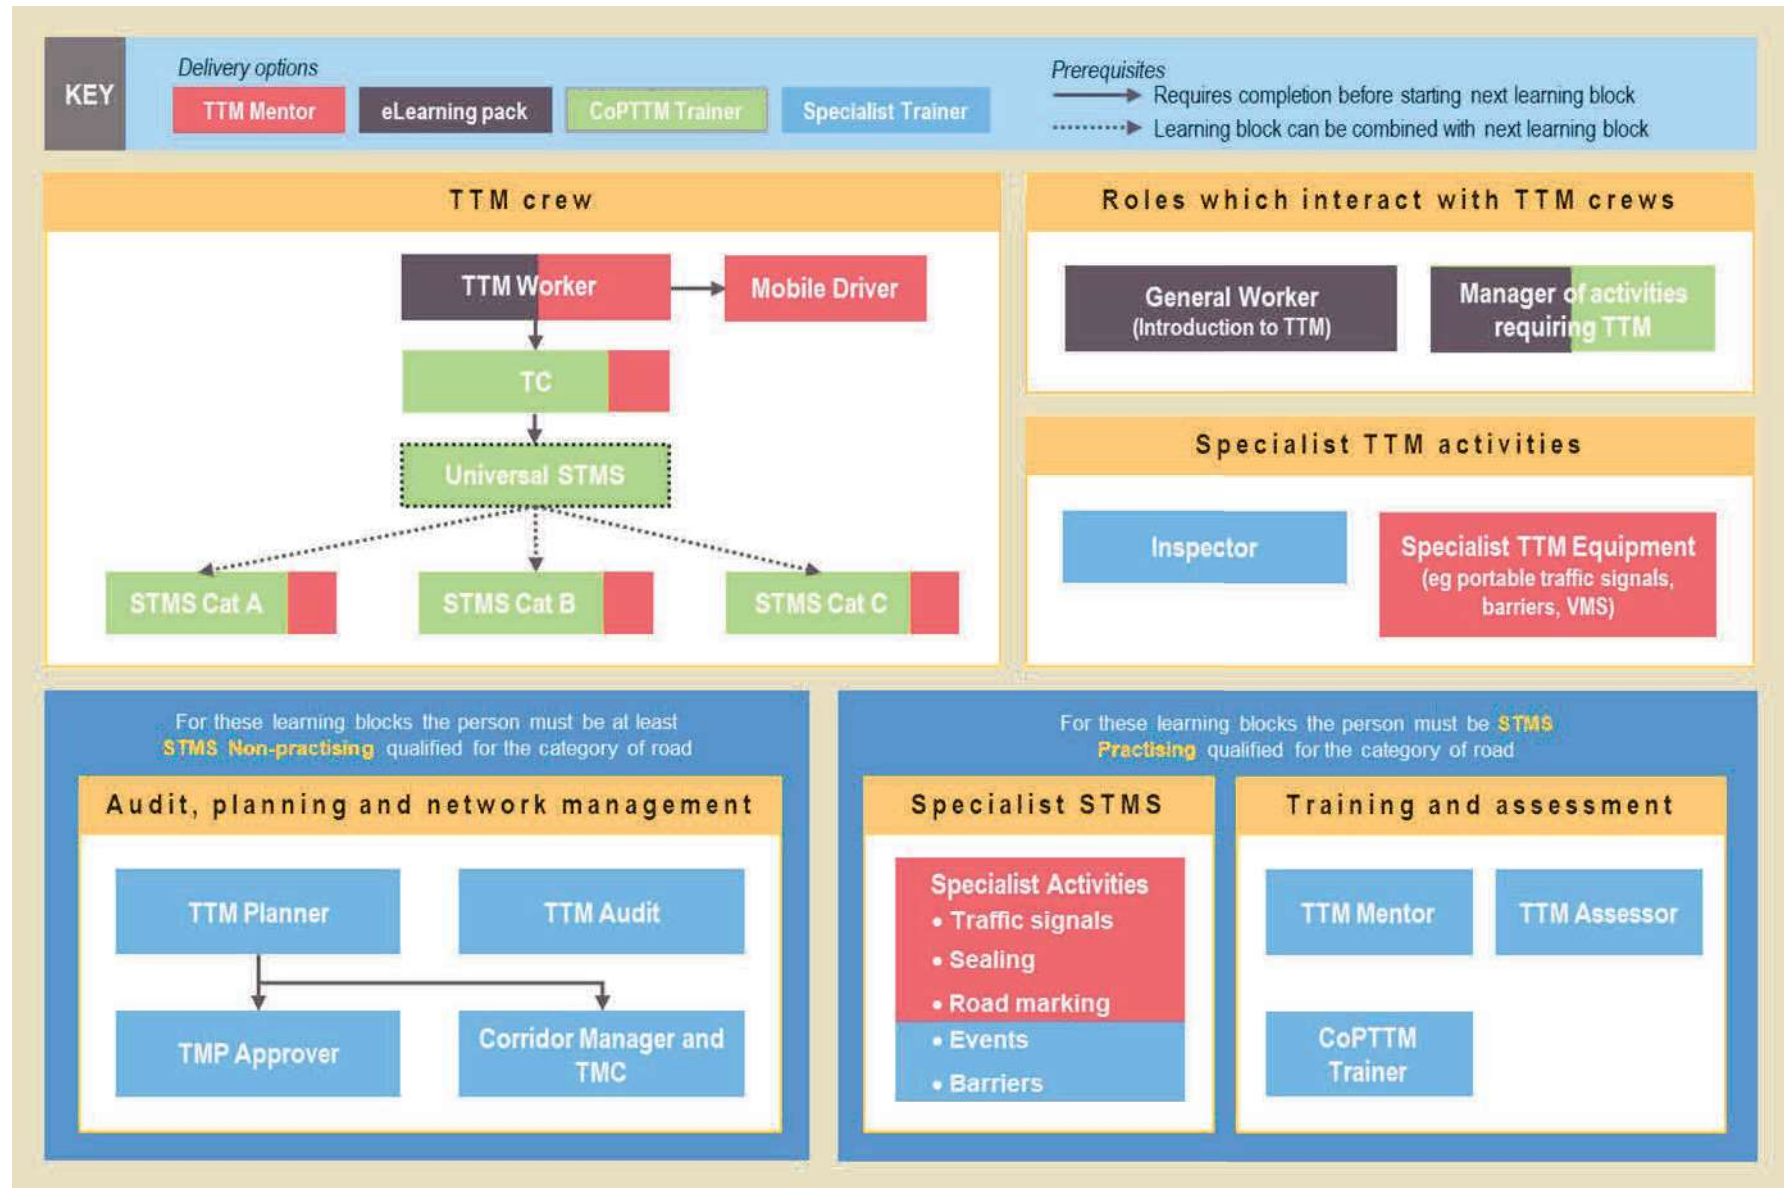 KEY
Delivery options
TTM Mentor
eLearning pack
CoPTTM Trainer
Specialist Trainer
Prerequisites
Requires completion before starting next learning block
Learning block can be combined with next learning block
TTM crew
TTM Worker
Mobile Driver
TC
Universal STMS
STMS Cat A
STMS Cat B
STMS Cat C
Roles which interact with TTM crews
General Worker
(Introduction to TTM)
Manager of activities
requiring TTM
Specialist TTM activities
Inspector
Specialist TTM Equipment
(eg portable traffic signals,
barriers, VMS)
For these learning blocks the person must be at least
STMS Non-practising qualified for the category of road
Audit, planning and network management
TTM Planner
TTM Audit
TMP Approver
Corridor Manager and
TMC
For these learning blocks the person must be STMS
Practising qualified for the category of road
Specialist STMS
Specialist Activities
• Traffic signals
• Sealing
• Road marking
• Events
• Barriers
Training and assessment
TTM Mentor
TTM Assessor
CoPTTM
Trainer